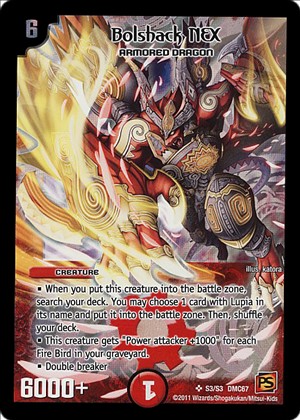 6
Bolshack NEX
ARMORED DRAGON
illus. katora
CREATURE
▪ When you put this creature into the battle zone,
search your deck. You may choose 1 card with Lupia
in its name and put it into the battle zone. Then, shuffle
your deck.
▪ This creature gets "Power attacker +1000" for each
Fire Bird in your graveyard.
▪ Double breaker
S3/S3 DMC67
PS
6000+
1
©2011 Wizards/Shogakukan/Mitsui-Kids